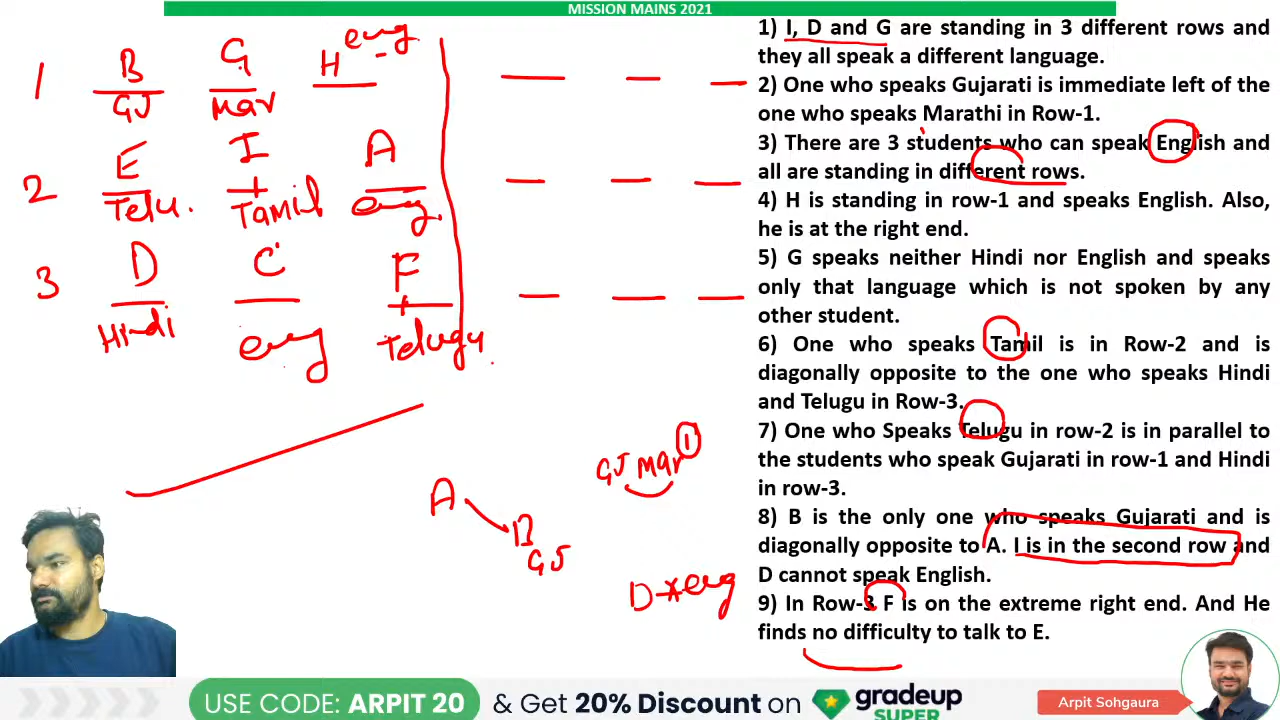 MISSION MAINS 2021
1 B G H eng
GJ Mar
2 E I A
Telu. Tamil eng
3 D C F
Hindi eng Telugu
A
B
GJ
GJ Mar 1
D eng
1) I, D and G are standing in 3 different rows and
they all speak a different language.
2) One who speaks Gujarati is immediate left of the
one who speaks Marathi in Row-1.
3) There are 3 students who can speak English and
all are standing in different rows.
4) H is standing in row-1 and speaks English. Also,
he is at the right end.
5) G speaks neither Hindi nor English and speaks
only that language which is not spoken by any
other student.
6) One who speaks Tamil is in Row-2 and is
diagonally opposite to the one who speaks Hindi
and Telugu in Row-3.
7) One who Speaks Telugu in row-2 is in parallel to
the students who speak Gujarati in row-1 and Hindi
in row-3.
8) B is the only one who speaks Gujarati and is
diagonally opposite to A. I is in the second row and
D cannot speak English.
9) In Row-3 F is on the extreme right end. And He
finds no difficulty to talk to E.
USE CODE: ARPIT 20 & Get 20% Discount on gradeup
SUPER
Arpit Sohgaura